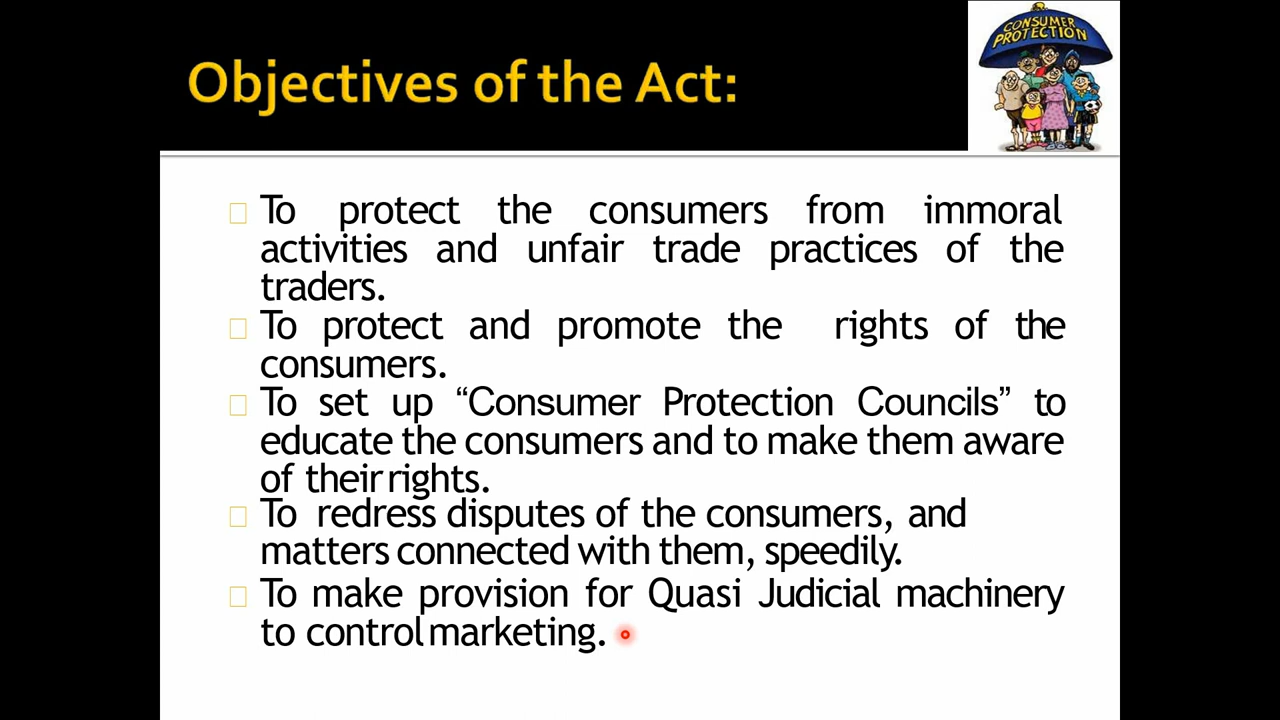 CONSUMER
PROTECTION
Objectives of the Act:
To protect the consumers from immoral
activities and unfair trade practices of the
traders.
To protect and promote the rights of the
consumers.
To set up “Consumer Protection Councils” to
educate the consumers and to make them aware
of their rights.
To redress disputes of the consumers, and
matters connected with them, speedily.
To make provision for Quasi Judicial machinery
to control marketing.